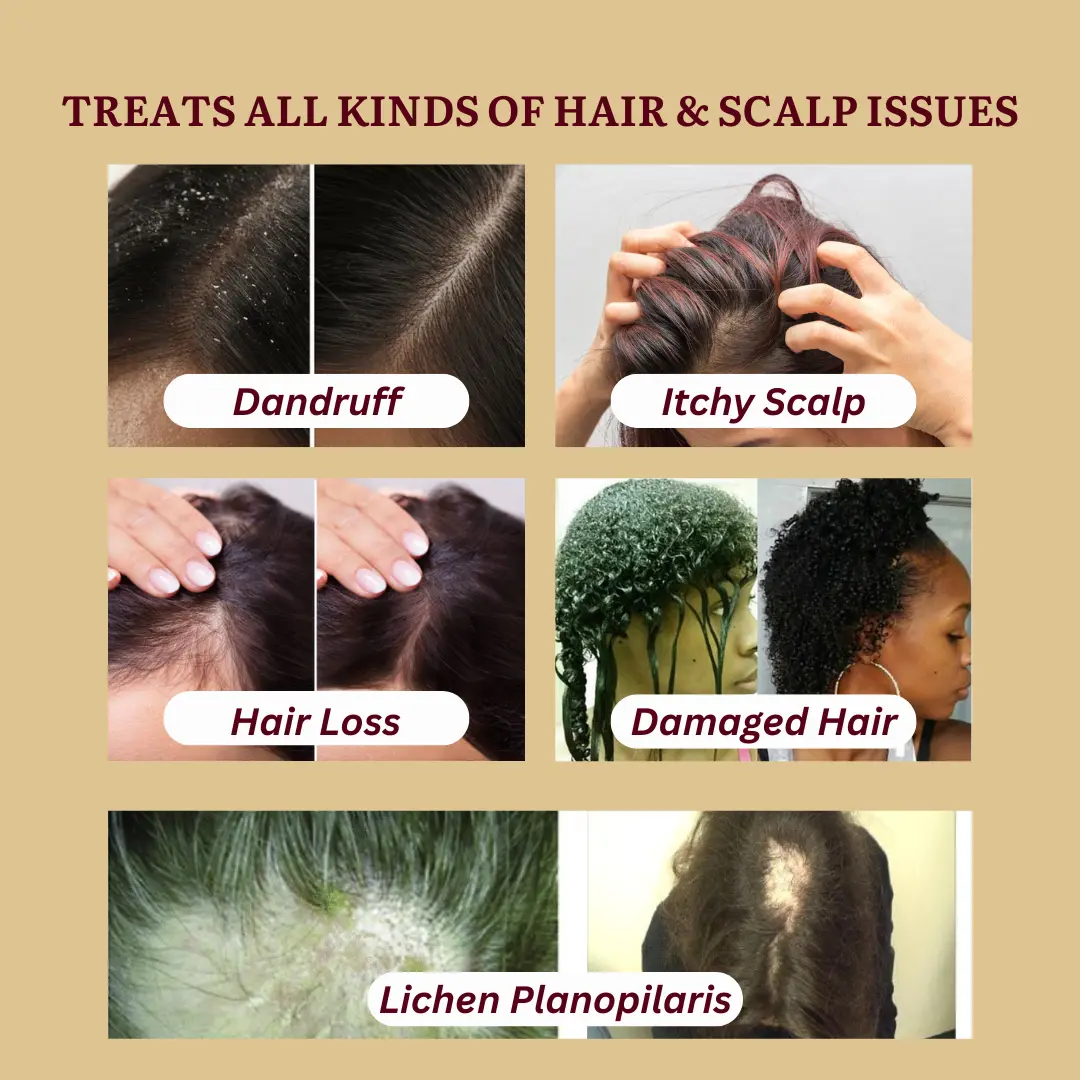 TREATS ALL KINDS OF HAIR & SCALP ISSUES
Dandruff
Itchy Scalp
Hair Loss
Damaged Hair
Lichen Planopilaris